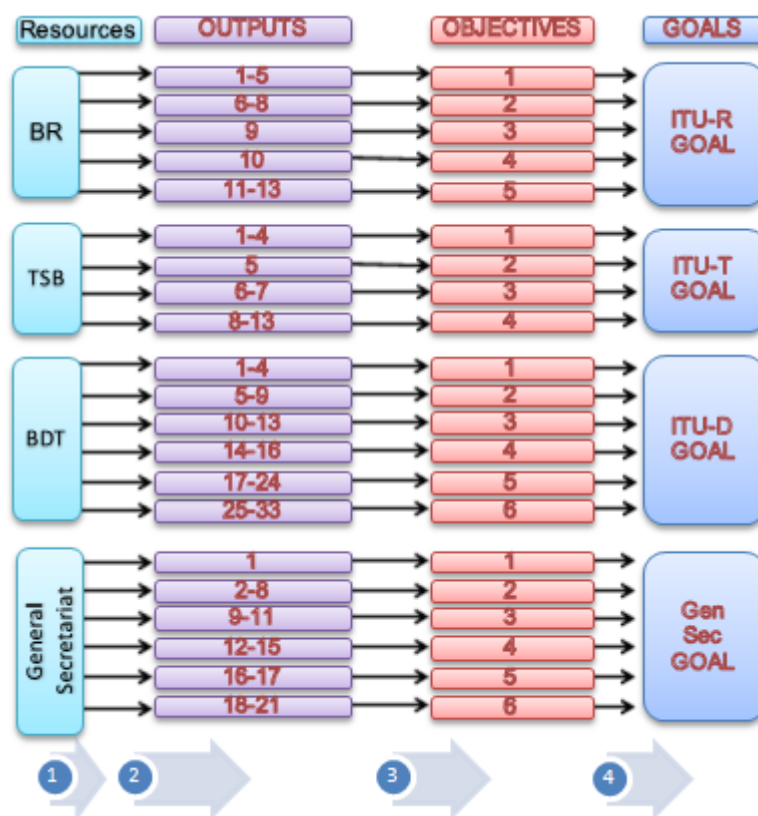 Resources OUTPUTS OBJECTIVES GOALS
BR
1-5 1
6-8 2
9 3
10 4
11-13 5
ITU-R
GOAL
TSB
1-4 1
5 2
6-7 3
8-13 4
ITU-T
GOAL
BDT
1-4 1
5-9 2
10-13 3
14-16 4
17-24 5
25-33 6
ITU-D
GOAL
General
Secretariat
1 1
2-8 2
9-11 3
12-15 4
16-17 5
18-21 6
Gen
Sec
GOAL
1 2 3 4